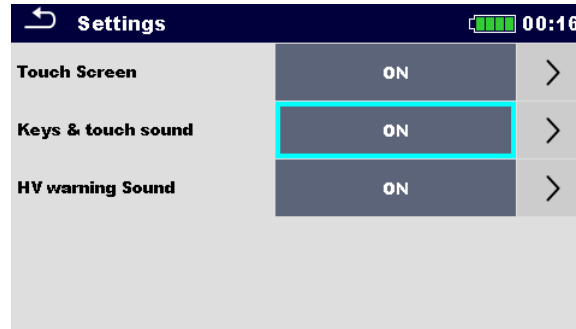 Settings 00:16
Touch Screen ON
Keys & touch sound ON
HV warning Sound ON